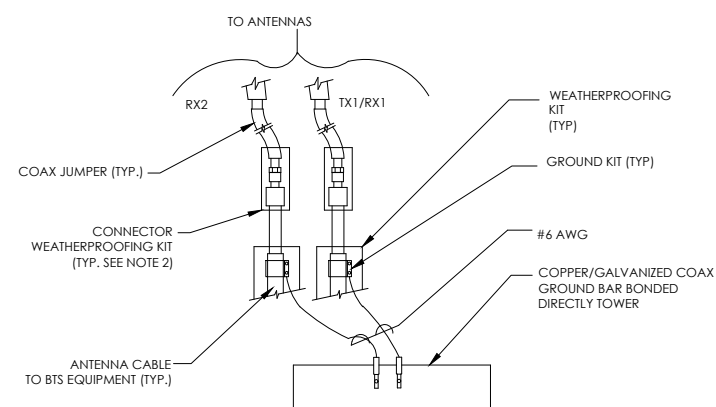 TO ANTENNAS
RX2
TX1/RX1
WEATHERPROOFING
KIT
(TYP)
COAX JUMPER (TYP.)
GROUND KIT (TYP)
CONNECTOR
WEATHERPROOFING KIT
(TYP. SEE NOTE 2)
#6 AWG
COPPER/GALVANIZED COAX
GROUND BAR BONDED
DIRECTLY TOWER
ANTENNA CABLE
TO BTS EQUIPMENT (TYP.)